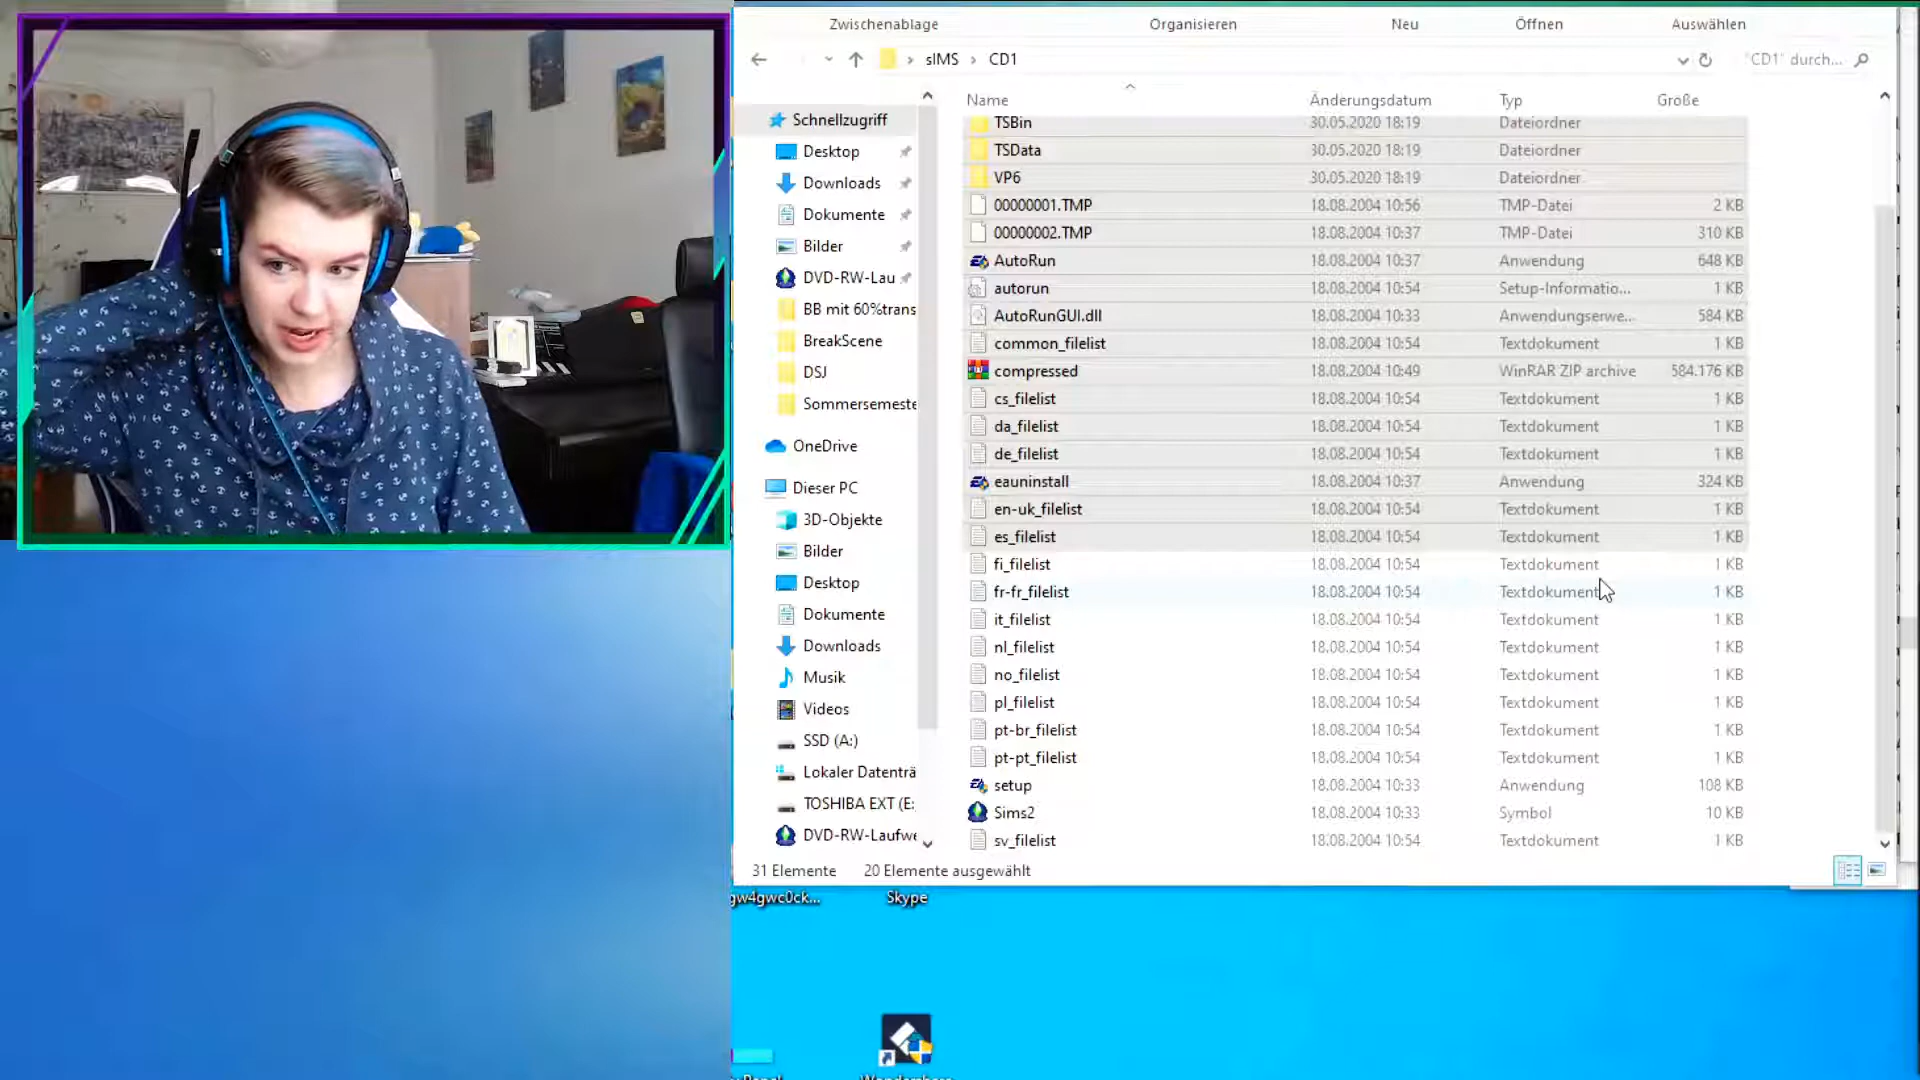 Zwischenablage Organisieren Neu Öffnen Auswählen
sIMS › CD1 "CD1" durch...
Name Änderungsdatum Typ Größe
Schnellzugriff
Desktop
Downloads
Dokumente
Bilder
DVD-RW-Lau
BB mit 60%trans
BreakScene
DSJ
Sommersemeste
OneDrive
Dieser PC
3D-Objekte
Bilder
Desktop
Dokumente
Downloads
Musik
Videos
SSD (A:)
Lokaler Datenträ
TOSHIBA EXT (E:
DVD-RW-Laufwe
TSBin 30.05.2020 18:19 Dateiordner
TSData 30.05.2020 18:19 Dateiordner
VP6 30.05.2020 18:19 Dateiordner
00000001.TMP 18.08.2004 10:56 TMP-Datei 2 KB
00000002.TMP 18.08.2004 10:37 TMP-Datei 310 KB
AutoRun 18.08.2004 10:37 Anwendung 648 KB
autorun 18.08.2004 10:54 Setup-Informatio... 1 KB
AutoRunGUI.dll 18.08.2004 10:33 Anwendungserwe... 584 KB
common_filelist 18.08.2004 10:54 Textdokument 1 KB
compressed 18.08.2004 10:49 WinRAR ZIP archive 584.176 KB
cs_filelist 18.08.2004 10:54 Textdokument 1 KB
da_filelist 18.08.2004 10:54 Textdokument 1 KB
de_filelist 18.08.2004 10:54 Textdokument 1 KB
eauninstall 18.08.2004 10:37 Anwendung 324 KB
en-uk_filelist 18.08.2004 10:54 Textdokument 1 KB
es_filelist 18.08.2004 10:54 Textdokument 1 KB
fi_filelist 18.08.2004 10:54 Textdokument 1 KB
fr-fr_filelist 18.08.2004 10:54 Textdokument 1 KB
it_filelist 18.08.2004 10:54 Textdokument 1 KB
nl_filelist 18.08.2004 10:54 Textdokument 1 KB
no_filelist 18.08.2004 10:54 Textdokument 1 KB
pl_filelist 18.08.2004 10:54 Textdokument 1 KB
pt-br_filelist 18.08.2004 10:54 Textdokument 1 KB
pt-pt_filelist 18.08.2004 10:54 Textdokument 1 KB
setup 18.08.2004 10:33 Anwendung 108 KB
Sims2 18.08.2004 10:33 Symbol 10 KB
sv_filelist 18.08.2004 10:54 Textdokument 1 KB
31 Elemente 20 Elemente ausgewählt
gw4gwc0ck... Skype